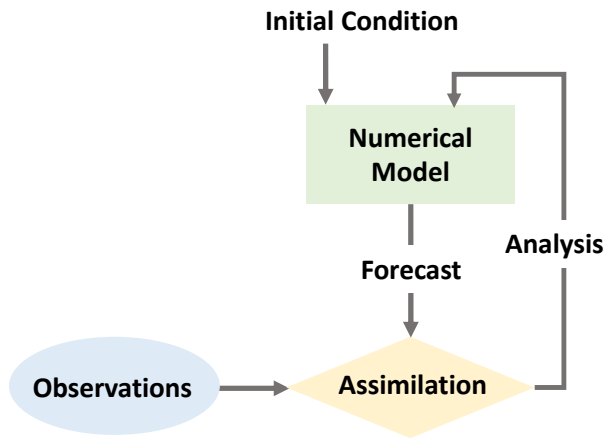 Initial Condition
Numerical
Model
Analysis
Forecast
Observations
Assimilation